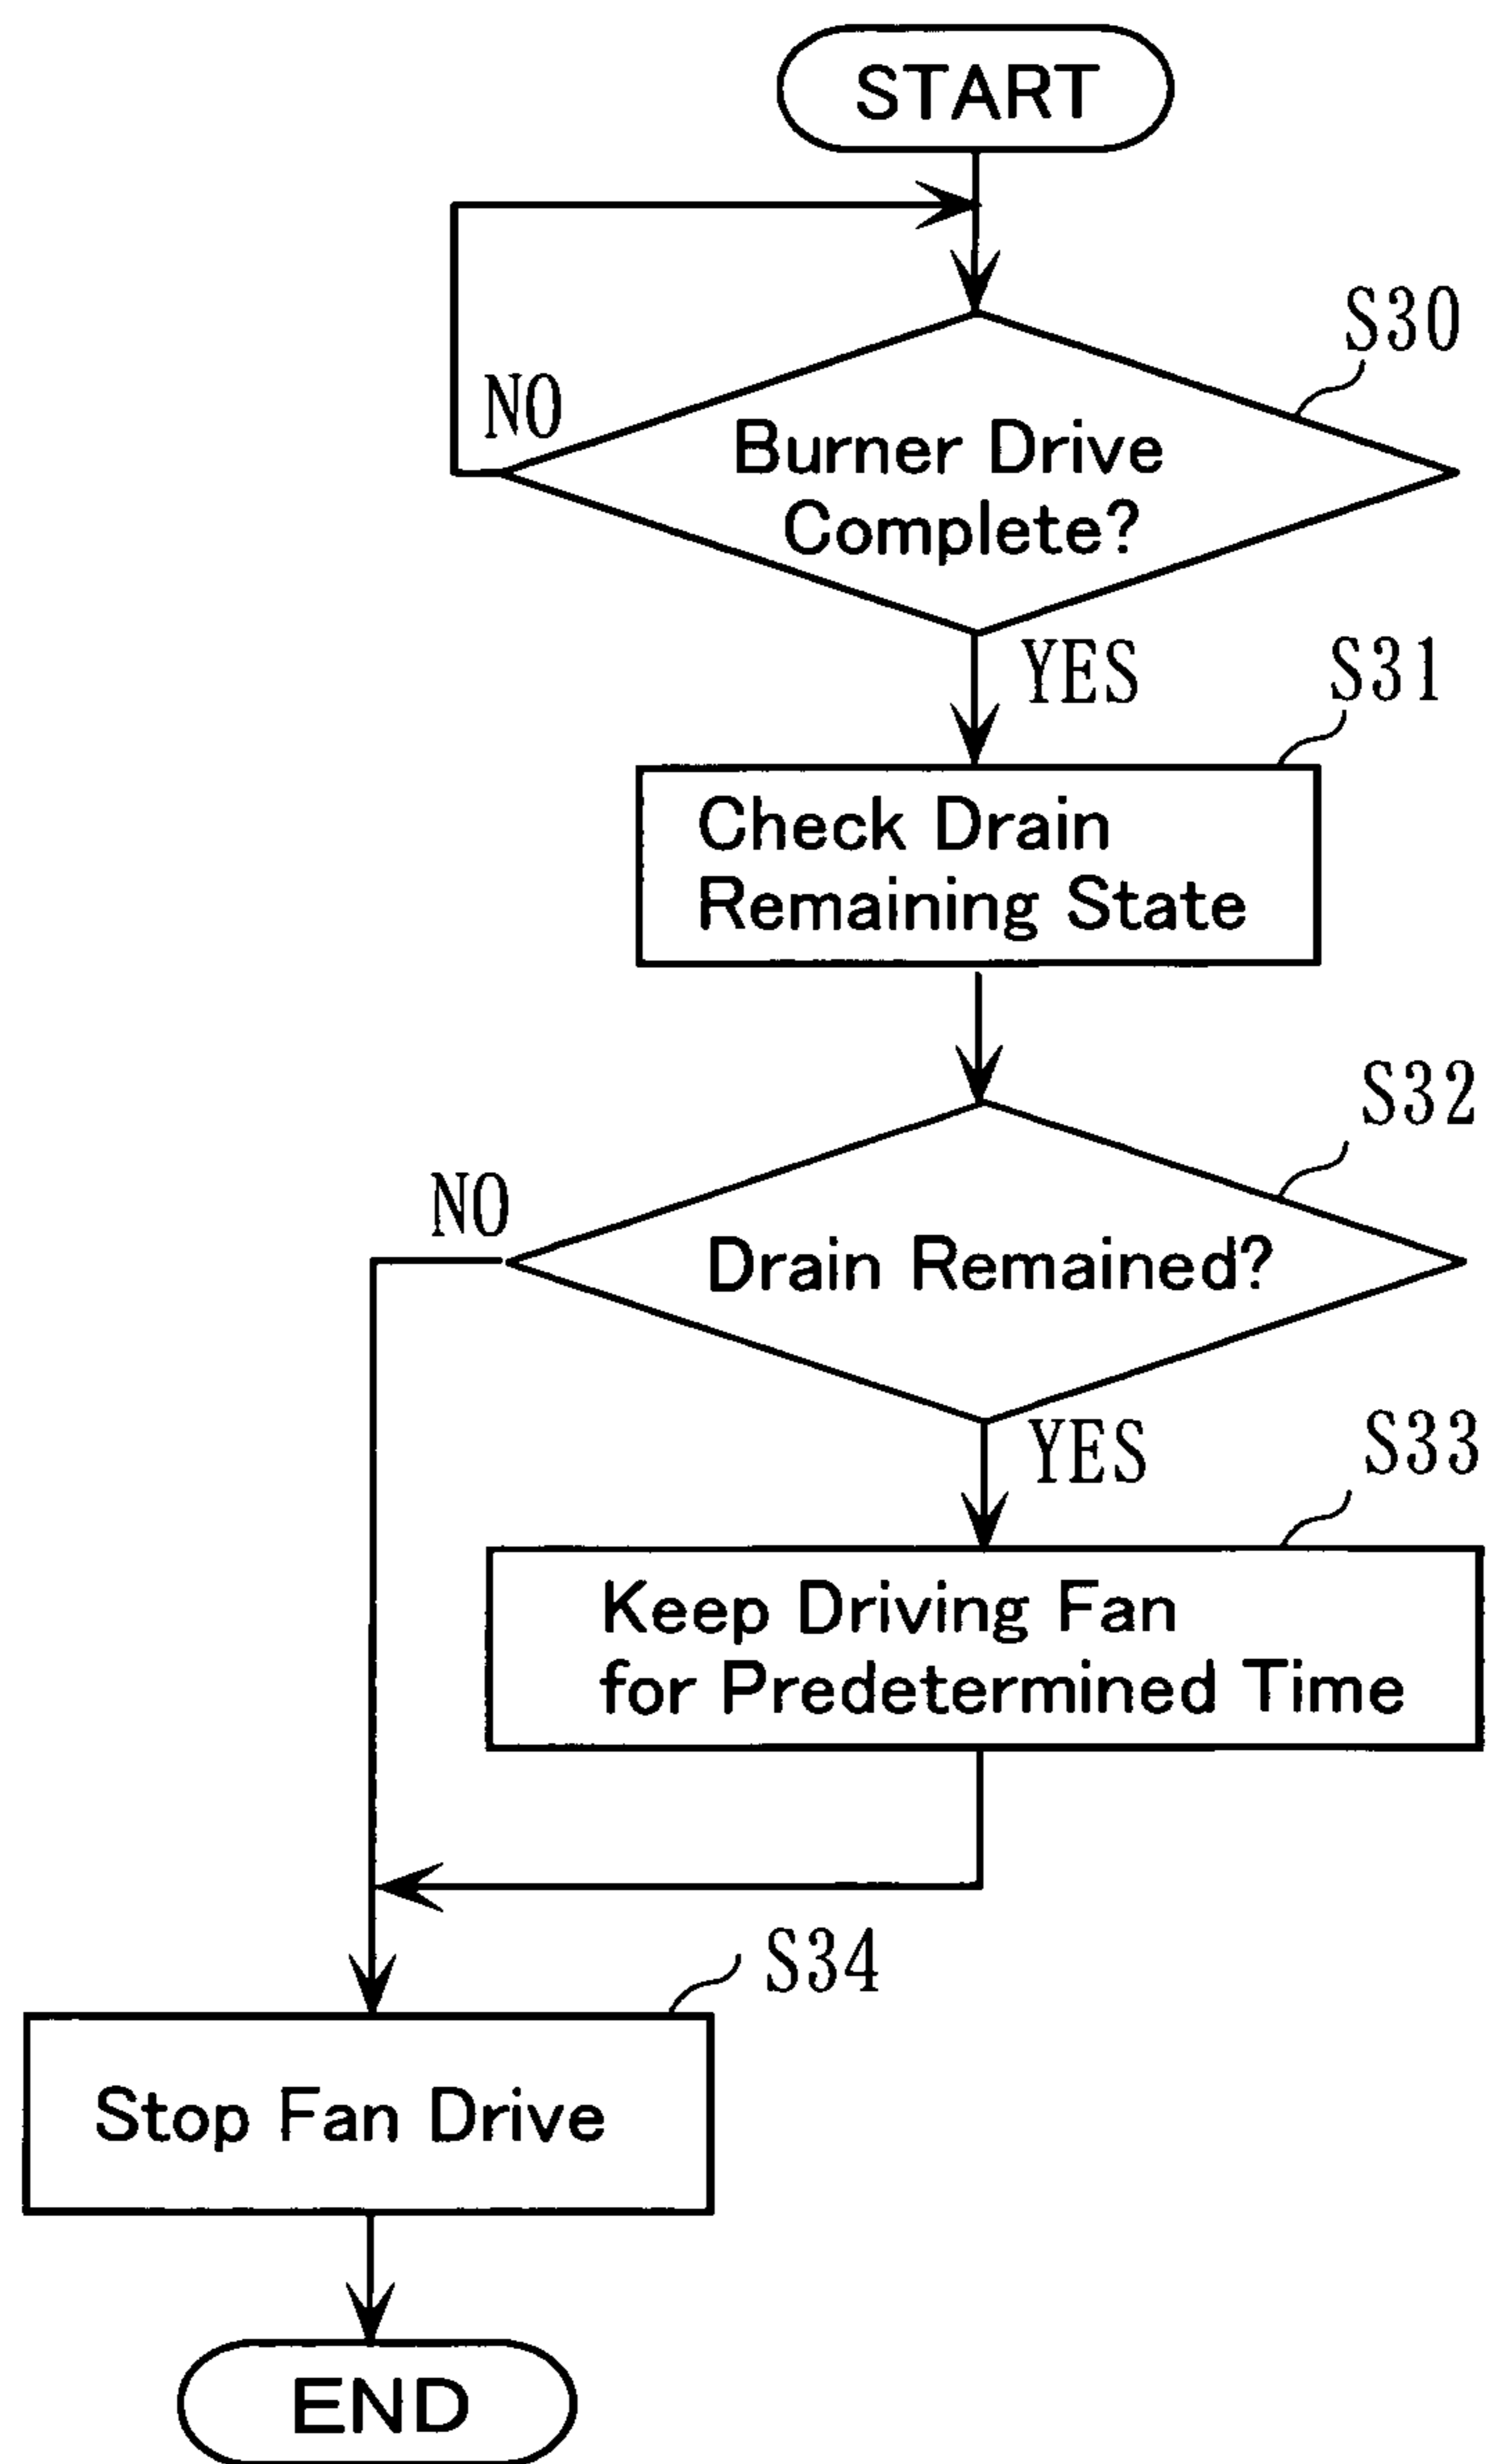 START
S30
NO
Burner Drive
Complete?
YES
S31
Check Drain
Remaining State
S32
NO
Drain Remained?
YES
S33
Keep Driving Fan
for Predetermined Time
S34
Stop Fan Drive
END